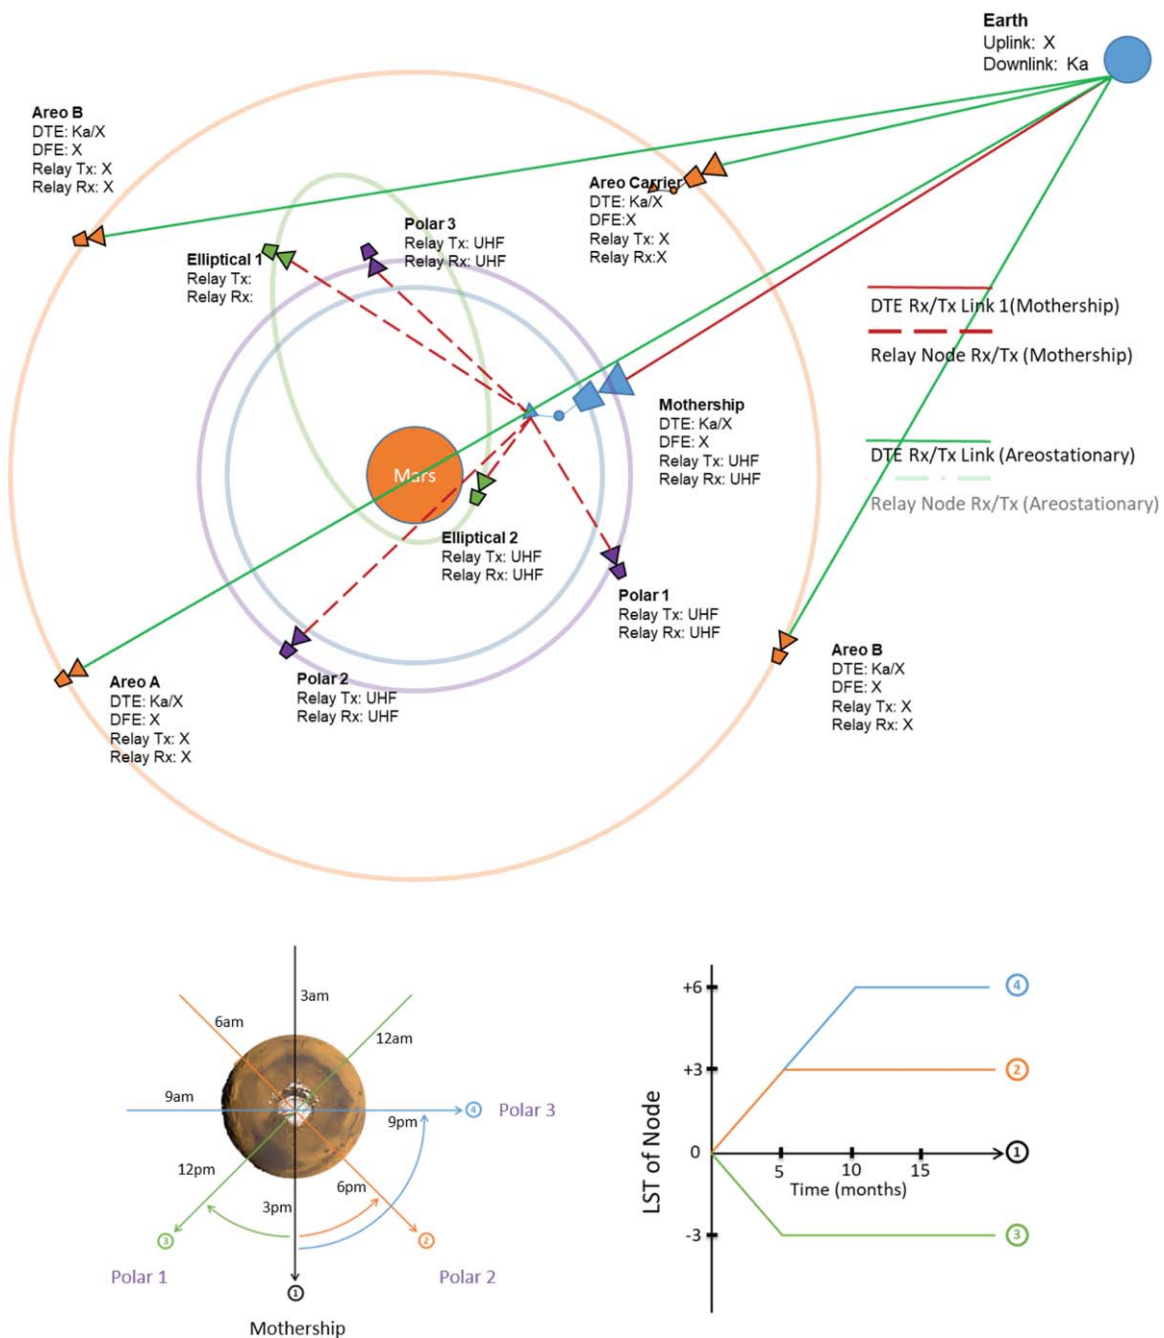 Earth
Uplink: X
Downlink: Ka
Areo B
DTE: Ka/X
DFE: X
Relay Tx: X
Relay Rx: X
Areo Carrier
DTE: Ka/X
DFE:X
Relay Tx: X
Relay Rx:X
Polar 3
Relay Tx: UHF
Relay Rx: UHF
Elliptical 1
Relay Tx:
Relay Rx:
DTE Rx/Tx Link 1(Mothership)
Relay Node Rx/Tx (Mothership)
DTE Rx/Tx Link (Areostationary)
Relay Node Rx/Tx (Areostationary)
Mothership
DTE: Ka/X
DFE: X
Relay Tx: UHF
Relay Rx: UHF
Mars
Elliptical 2
Relay Tx: UHF
Relay Rx: UHF
Polar 1
Relay Tx: UHF
Relay Rx: UHF
Areo B
DTE: Ka/X
DFE: X
Relay Tx: X
Relay Rx: X
Areo A
DTE: Ka/X
DFE: X
Relay Tx: X
Relay Rx: X
Polar 2
Relay Tx: UHF
Relay Rx: UHF
3am
6am
12am
9am
4
Polar 3
9pm
12pm
6pm
3pm
3
2
Polar 1
Polar 2
1
Mothership
+6
4
+3
2
LST of Node
0
1
5
10
15
Time (months)
-3
3